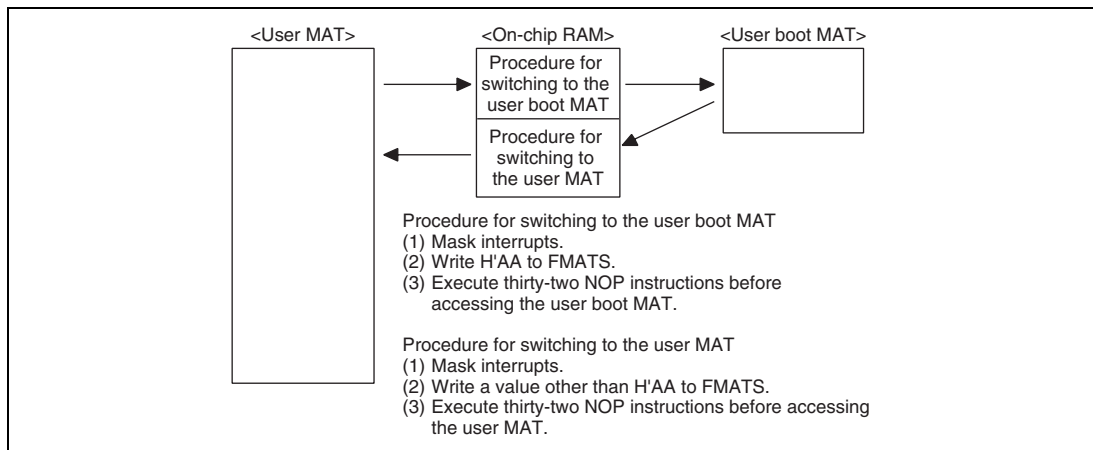 <User MAT> <On-chip RAM> <User boot MAT>
Procedure for
switching to the
user boot MAT
Procedure for
switching to
the user MAT
Procedure for switching to the user boot MAT
(1) Mask interrupts.
(2) Write H'AA to FMATS.
(3) Execute thirty-two NOP instructions before
accessing the user boot MAT.
Procedure for switching to the user MAT
(1) Mask interrupts.
(2) Write a value other than H'AA to FMATS.
(3) Execute thirty-two NOP instructions before accessing
the user MAT.